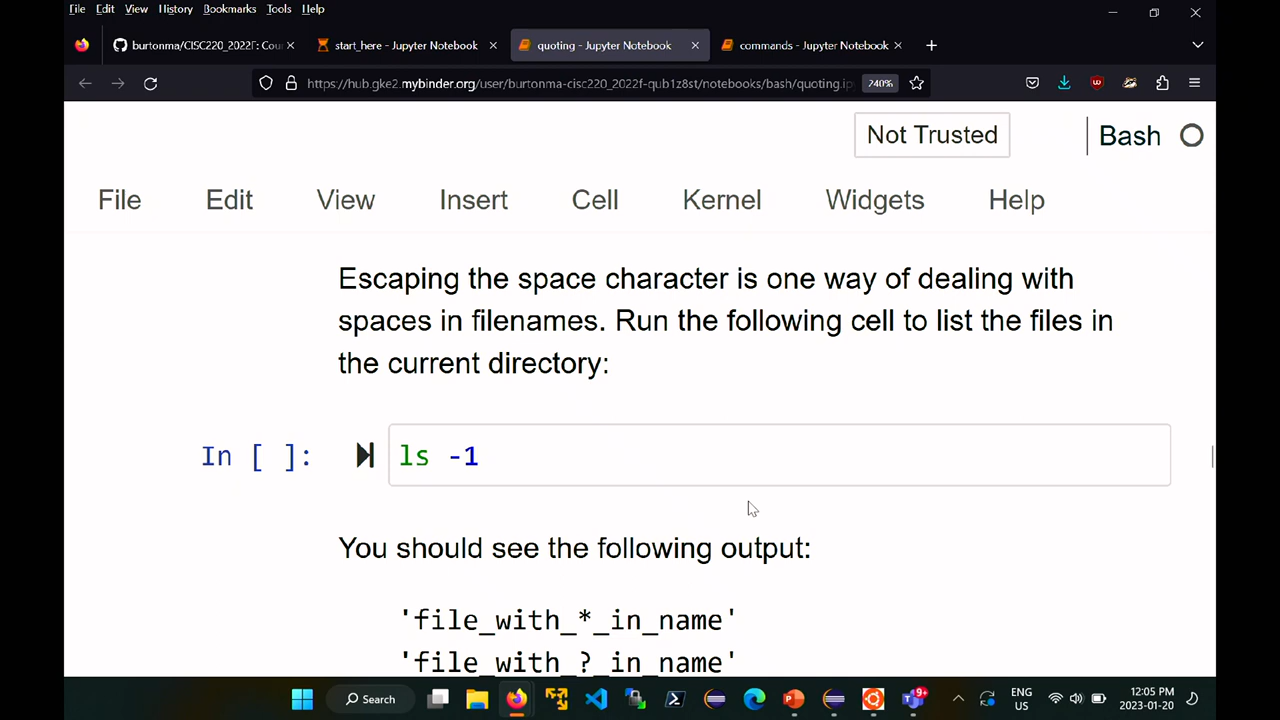 File Edit View History Bookmarks Tools Help
burtonma/CISC220_2022F: Cou
start_here - Jupyter Notebook
quoting - Jupyter Notebook
commands - Jupyter Notebook
https://hub.gke2.mybinder.org/user/burtonma-cisc220_2022f-qub1z8st/notebooks/bash/quoting.ip
240%
Not Trusted
Bash
File Edit View Insert Cell Kernel Widgets Help
Escaping the space character is one way of dealing with
spaces in filenames. Run the following cell to list the files in
the current directory:
In [ ]: ls -1
You should see the following output:
'file_with_*_in_name'
'file_with_?_in_name'
Search
9+
ENG
US
12:05 PM
2023-01-20